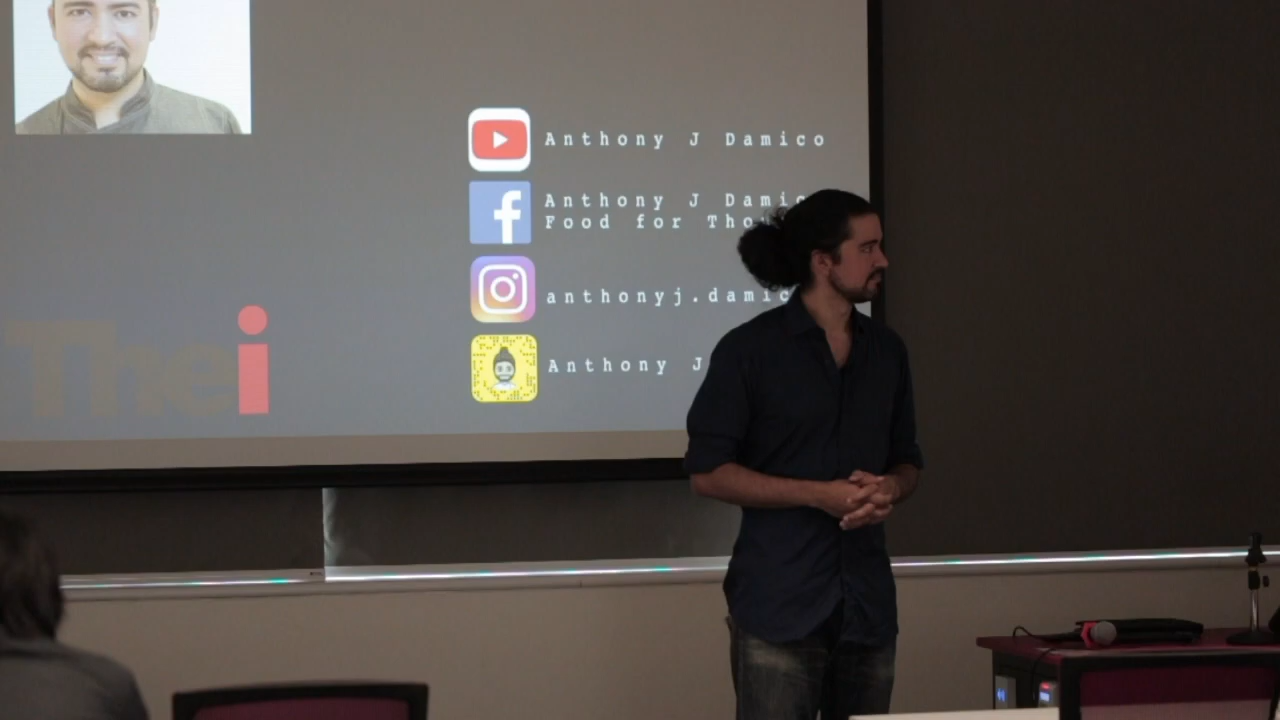 Anthony J Damico
Anthony J Damic
Food for Tho
anthonyj.damic
Anthony J
Thei